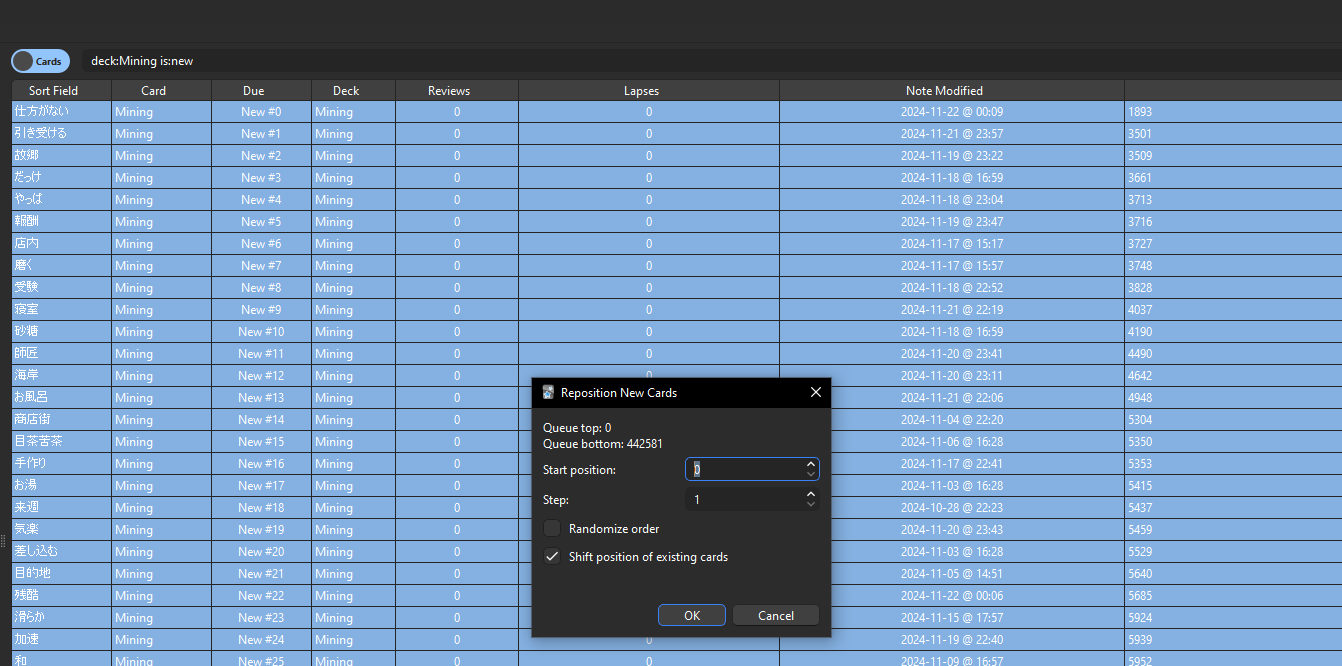 Cards deck:Mining is:new
Sort Field Card Due Deck Reviews Lapses Note Modified
仕方がない Mining New #0 Mining 0 0 2024-11-22 @ 00:09 1893
引き受ける Mining New #1 Mining 0 0 2024-11-21 @ 23:57 3501
故郷 Mining New #2 Mining 0 0 2024-11-19 @ 23:22 3509
だっけ Mining New #3 Mining 0 0 2024-11-18 @ 16:59 3661
やっぱ Mining New #4 Mining 0 0 2024-11-18 @ 23:04 3713
報酬 Mining New #5 Mining 0 0 2024-11-19 @ 23:47 3716
店内 Mining New #6 Mining 0 0 2024-11-17 @ 15:17 3727
磨く Mining New #7 Mining 0 0 2024-11-17 @ 15:57 3748
受験 Mining New #8 Mining 0 0 2024-11-18 @ 22:52 3828
寝室 Mining New #9 Mining 0 0 2024-11-21 @ 22:19 4037
砂糖 Mining New #10 Mining 0 0 2024-11-18 @ 16:59 4190
師匠 Mining New #11 Mining 0 0 2024-11-20 @ 23:41 4490
海岸 Mining New #12 Mining 0 0 2024-11-20 @ 23:11 4642
お風呂 Mining New #13 Mining 0 2024-11-21 @ 22:06 4948
商店街 Mining New #14 Mining 0 2024-11-04 @ 22:20 5304
目茶苦茶 Mining New #15 Mining 0 2024-11-06 @ 16:28 5350
手作り Mining New #16 Mining 0 2024-11-17 @ 22:41 5353
お湯 Mining New #17 Mining 0 2024-11-03 @ 16:28 5415
来週 Mining New #18 Mining 0 2024-10-28 @ 22:23 5437
気楽 Mining New #19 Mining 0 2024-11-20 @ 23:43 5459
差し込む Mining New #20 Mining 0 2024-11-03 @ 16:28 5529
目的地 Mining New #21 Mining 0 2024-11-05 @ 14:51 5640
残酷 Mining New #22 Mining 0 2024-11-22 @ 00:06 5685
滑らか Mining New #23 Mining 0 2024-11-15 @ 17:57 5924
加速 Mining New #24 Mining 0 0 2024-11-19 @ 22:40 5939
和 Mining New #25 Mining 0 0 2024-11-09 @ 16:57 5952
Reposition New Cards
Queue top: 0
Queue bottom: 442581
Start position: 0
Step: 1
Randomize order
Shift position of existing cards
OK Cancel